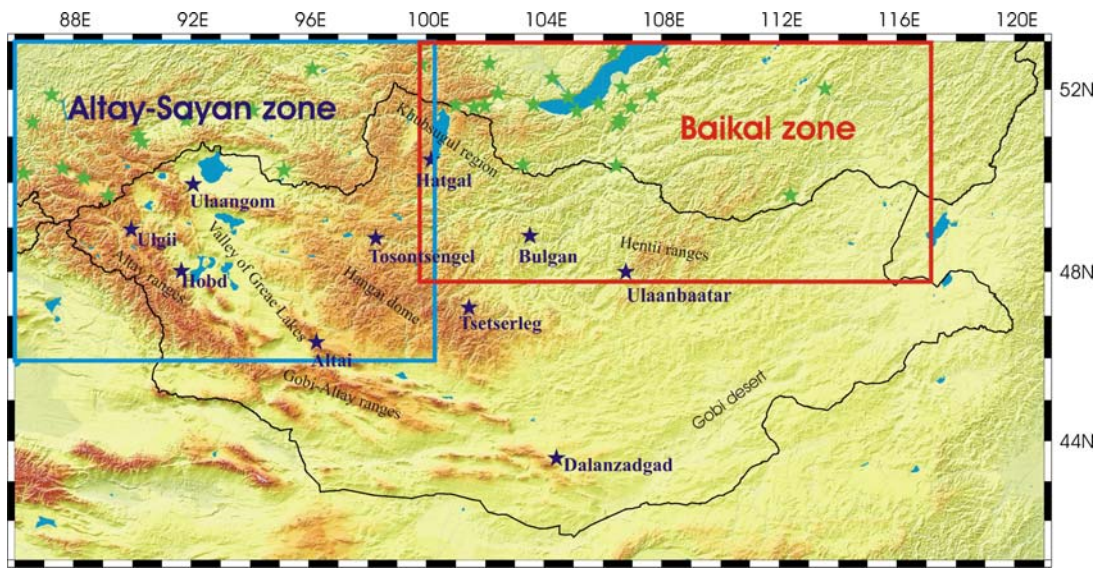 88E 92E 96E 100E 104E 108E 112E 116E 120E
52N
Altay-Sayan zone
Baikal zone
Khubsugul region
Hatgal
Ulaangom
Ulgii
Valley of Greae Lakes
Tosontsengel
Bulgan
Hentii ranges
48N
Hobd
Altay ranges
Hangai dome
Ulaanbaatar
Tsetserleg
Altai
Gobi-Altay ranges
Gobi desert
44N
Dalanzadgad